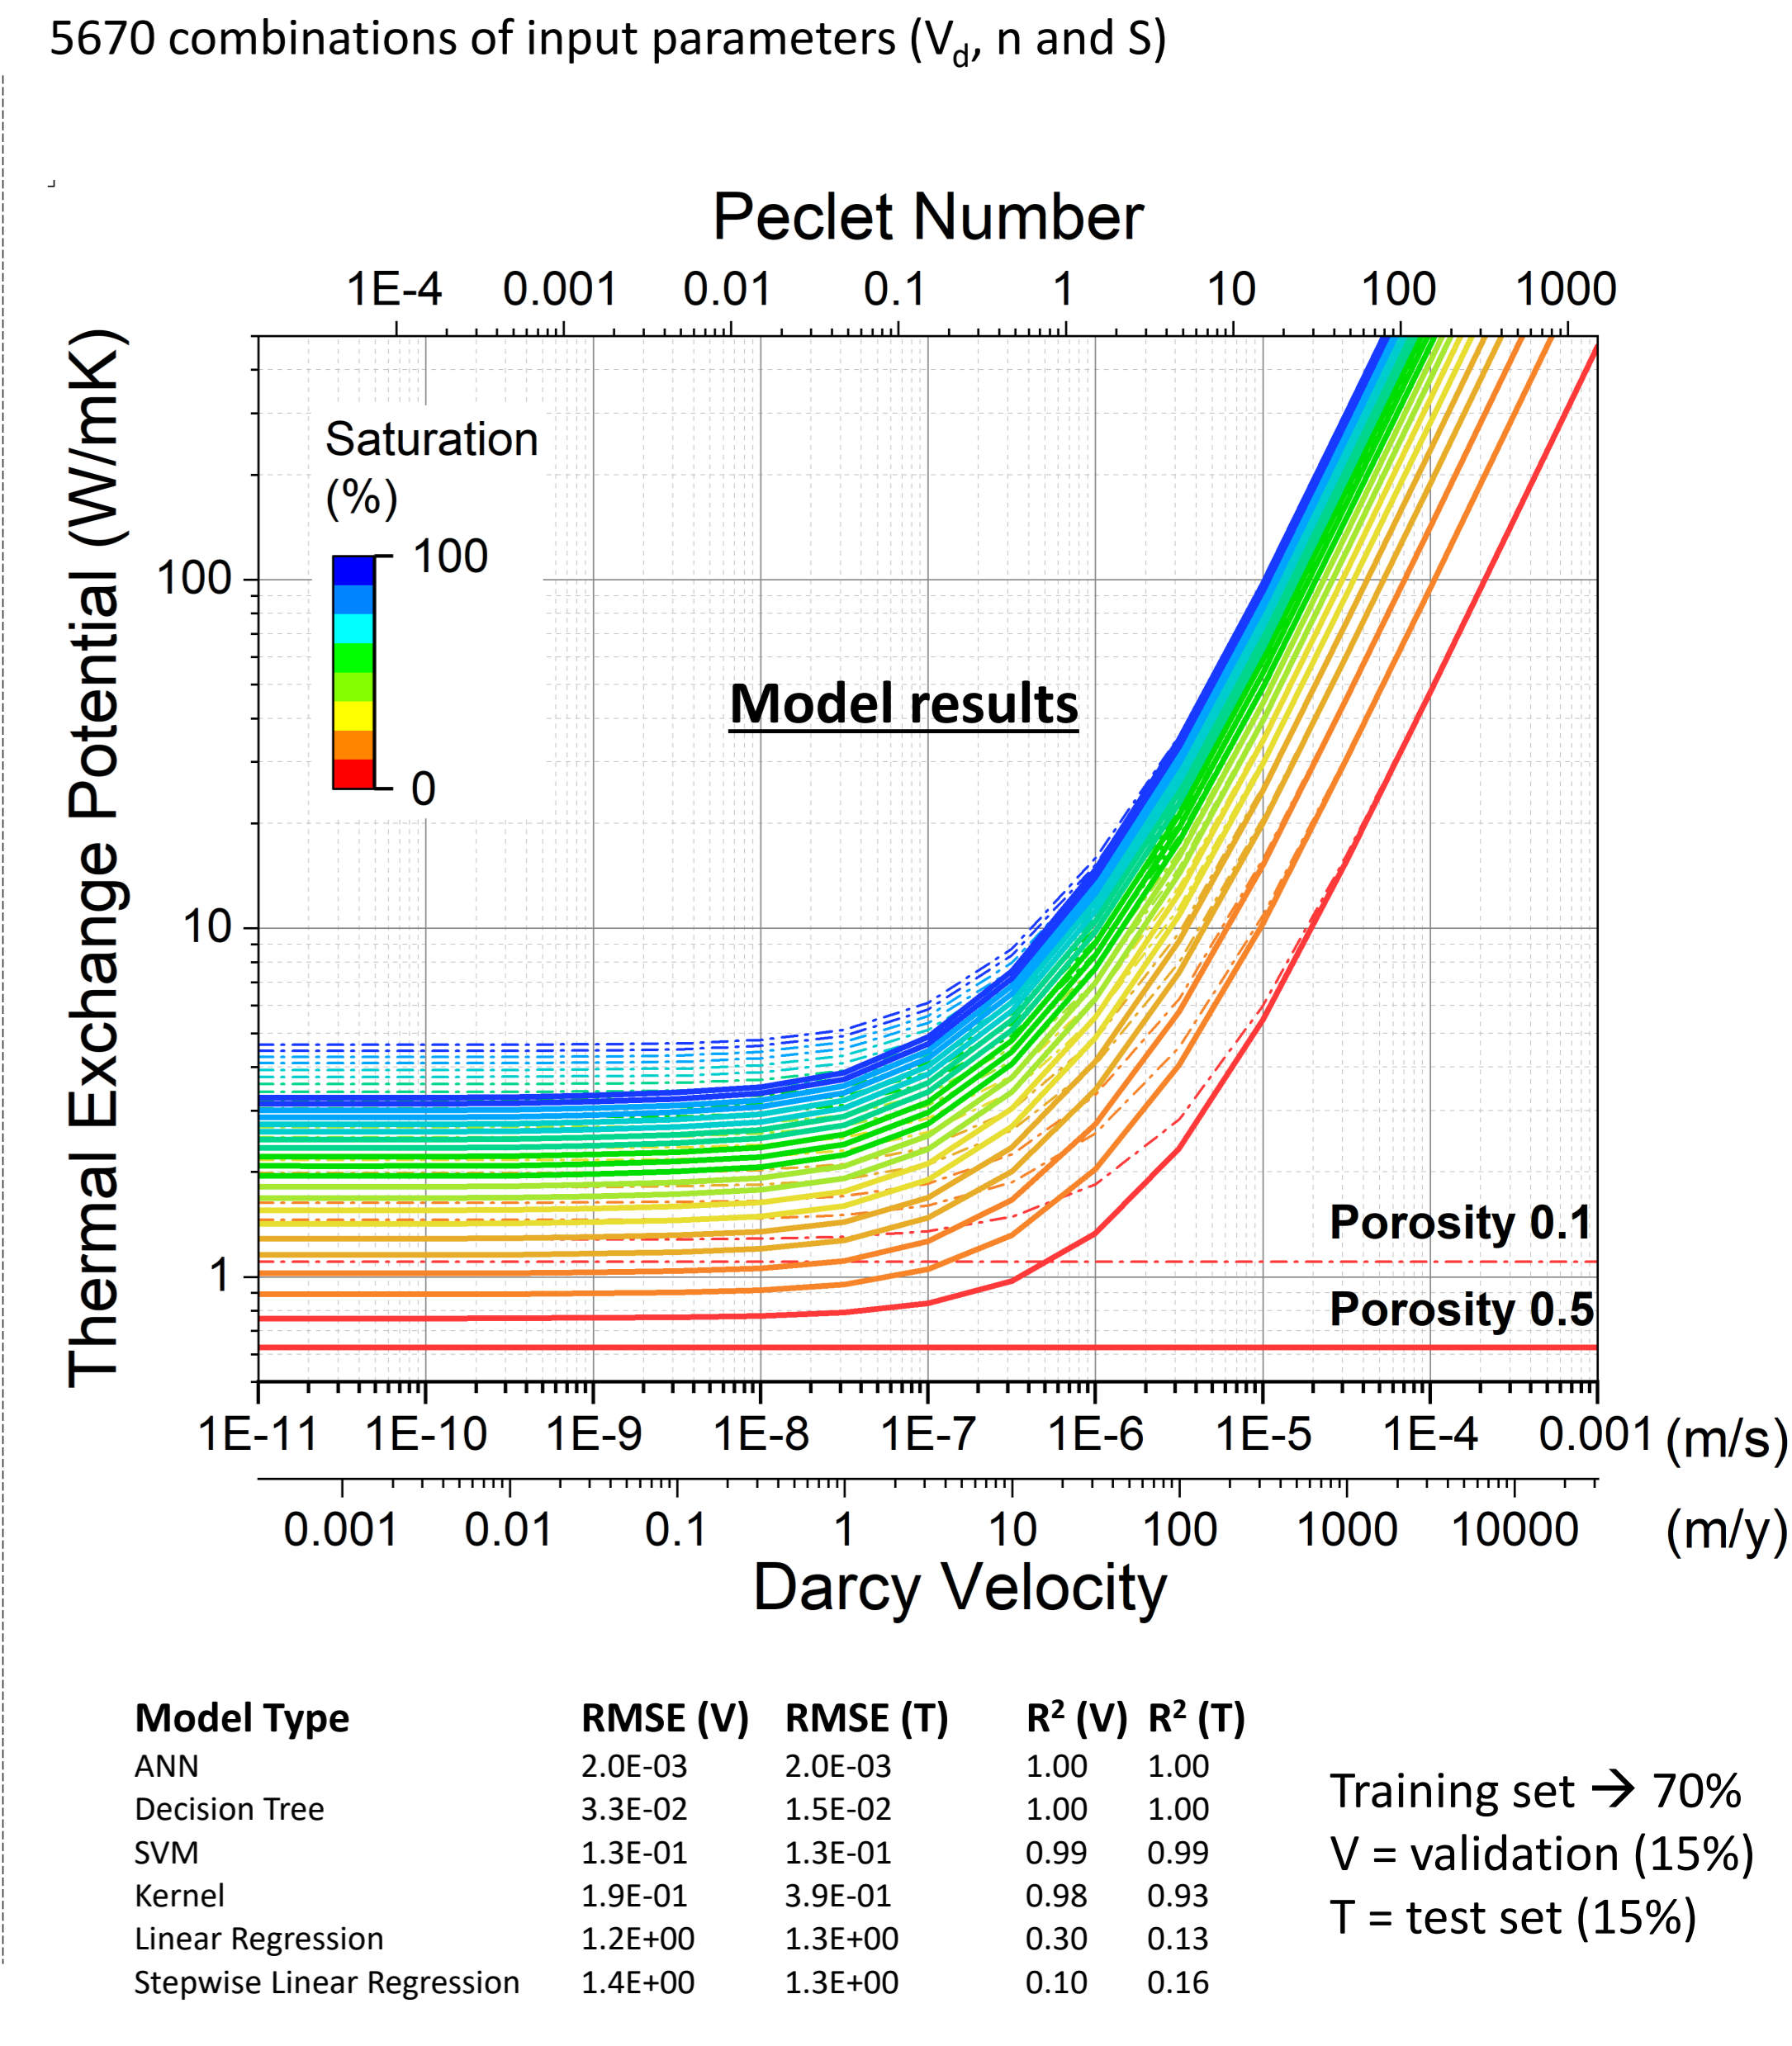 5670 combinations of input parameters (Vd, n and S)
Peclet Number
1E-4 0.001 0.01 0.1 1 10 100 1000
Thermal Exchange Potential (W/mK)
Saturation
(%)
100
0
100
10
1
Model results
Porosity 0.1
Porosity 0.5
1E-11 1E-10 1E-9 1E-8 1E-7 1E-6 1E-5 1E-4 0.001 (m/s)
0.001 0.01 0.1 1 10 100 1000 10000 (m/y)
Darcy Velocity
Model Type RMSE (V) RMSE (T) R² (V) R² (T)
ANN 2.0E-03 2.0E-03 1.00 1.00
Decision Tree 3.3E-02 1.5E-02 1.00 1.00
SVM 1.3E-01 1.3E-01 0.99 0.99
Kernel 1.9E-01 3.9E-01 0.98 0.93
Linear Regression 1.2E+00 1.3E+00 0.30 0.13
Stepwise Linear Regression 1.4E+00 1.3E+00 0.10 0.16
Training set → 70%
V = validation (15%)
T = test set (15%)